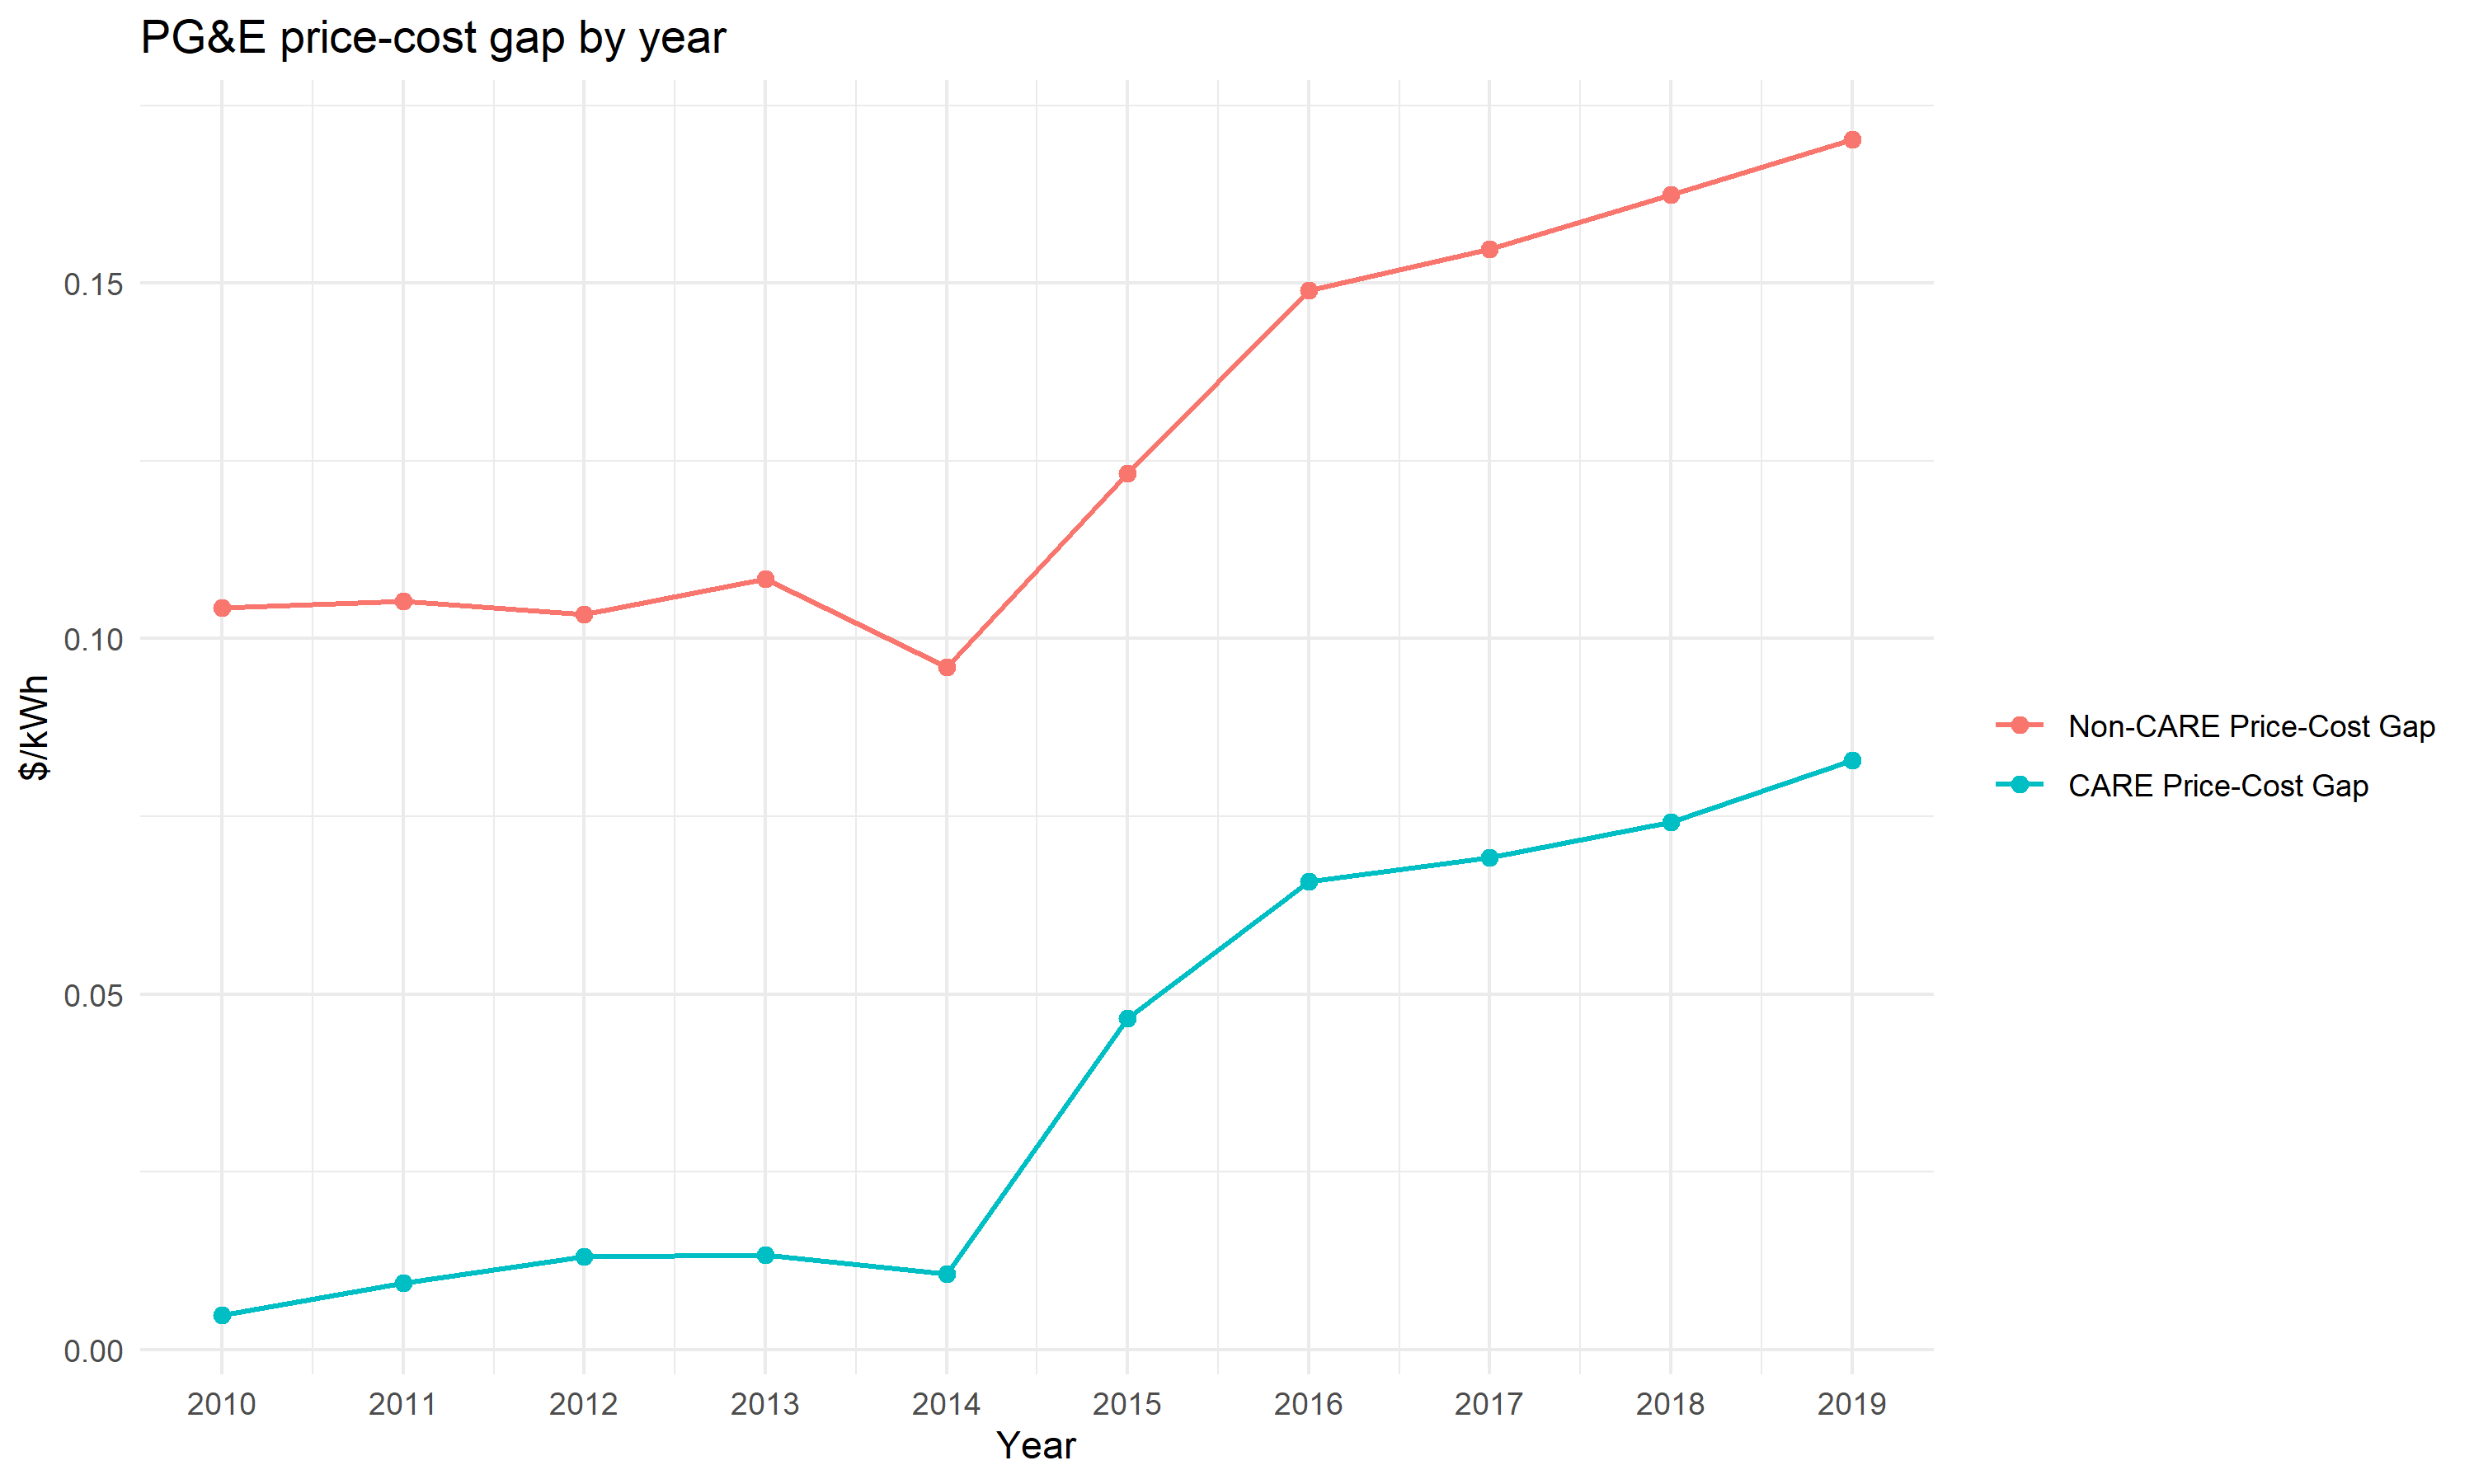 PG&E price-cost gap by year
$/kWh
0.15
0.10
0.05
0.00
2010 2011 2012 2013 2014 2015 2016 2017 2018 2019
Year
Non-CARE Price-Cost Gap
CARE Price-Cost Gap